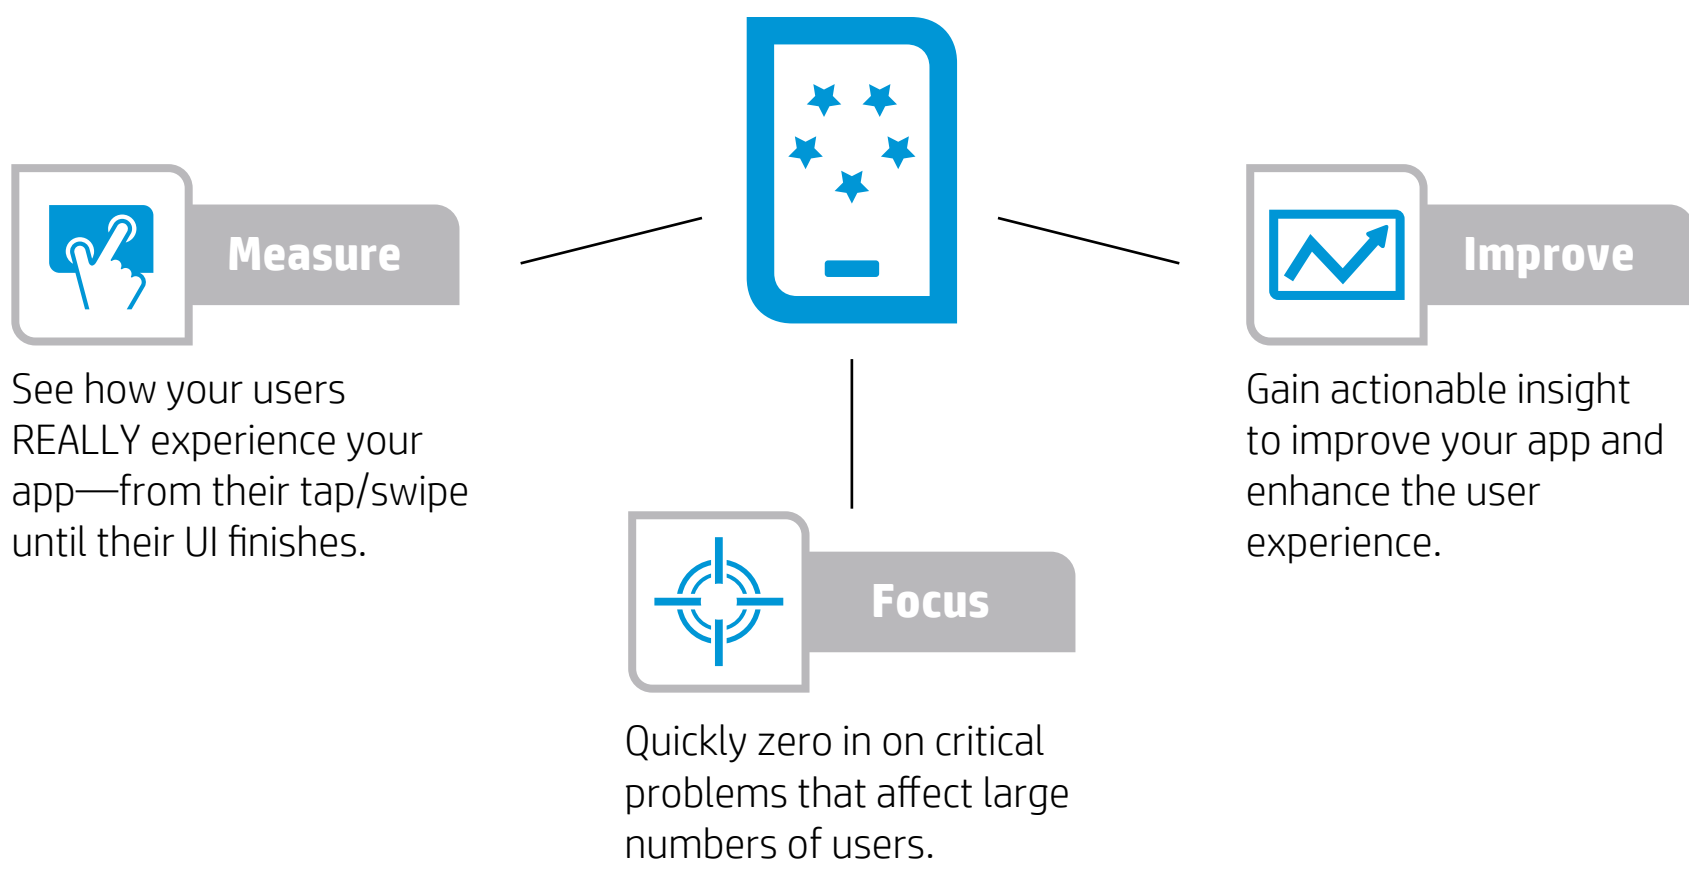 Measure
See how your users
REALLY experience your
app—from their tap/swipe
until their UI finishes.
Focus
Quickly zero in on critical
problems that affect large
numbers of users.
Improve
Gain actionable insight
to improve your app and
enhance the user
experience.